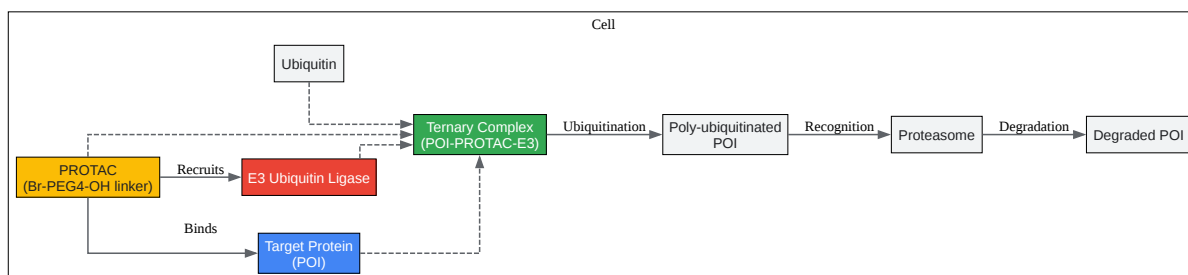 Cell
Ubiquitin
Ternary Complex
(POI-PROTAC-E3)
Ubiquitination
Poly-ubiquitinated
POI
Recognition
Proteasome
Degradation
Degraded POI
PROTAC
(Br-PEG4-OH linker)
Recruits
E3 Ubiquitin Ligase
Binds
Target Protein
(POI)